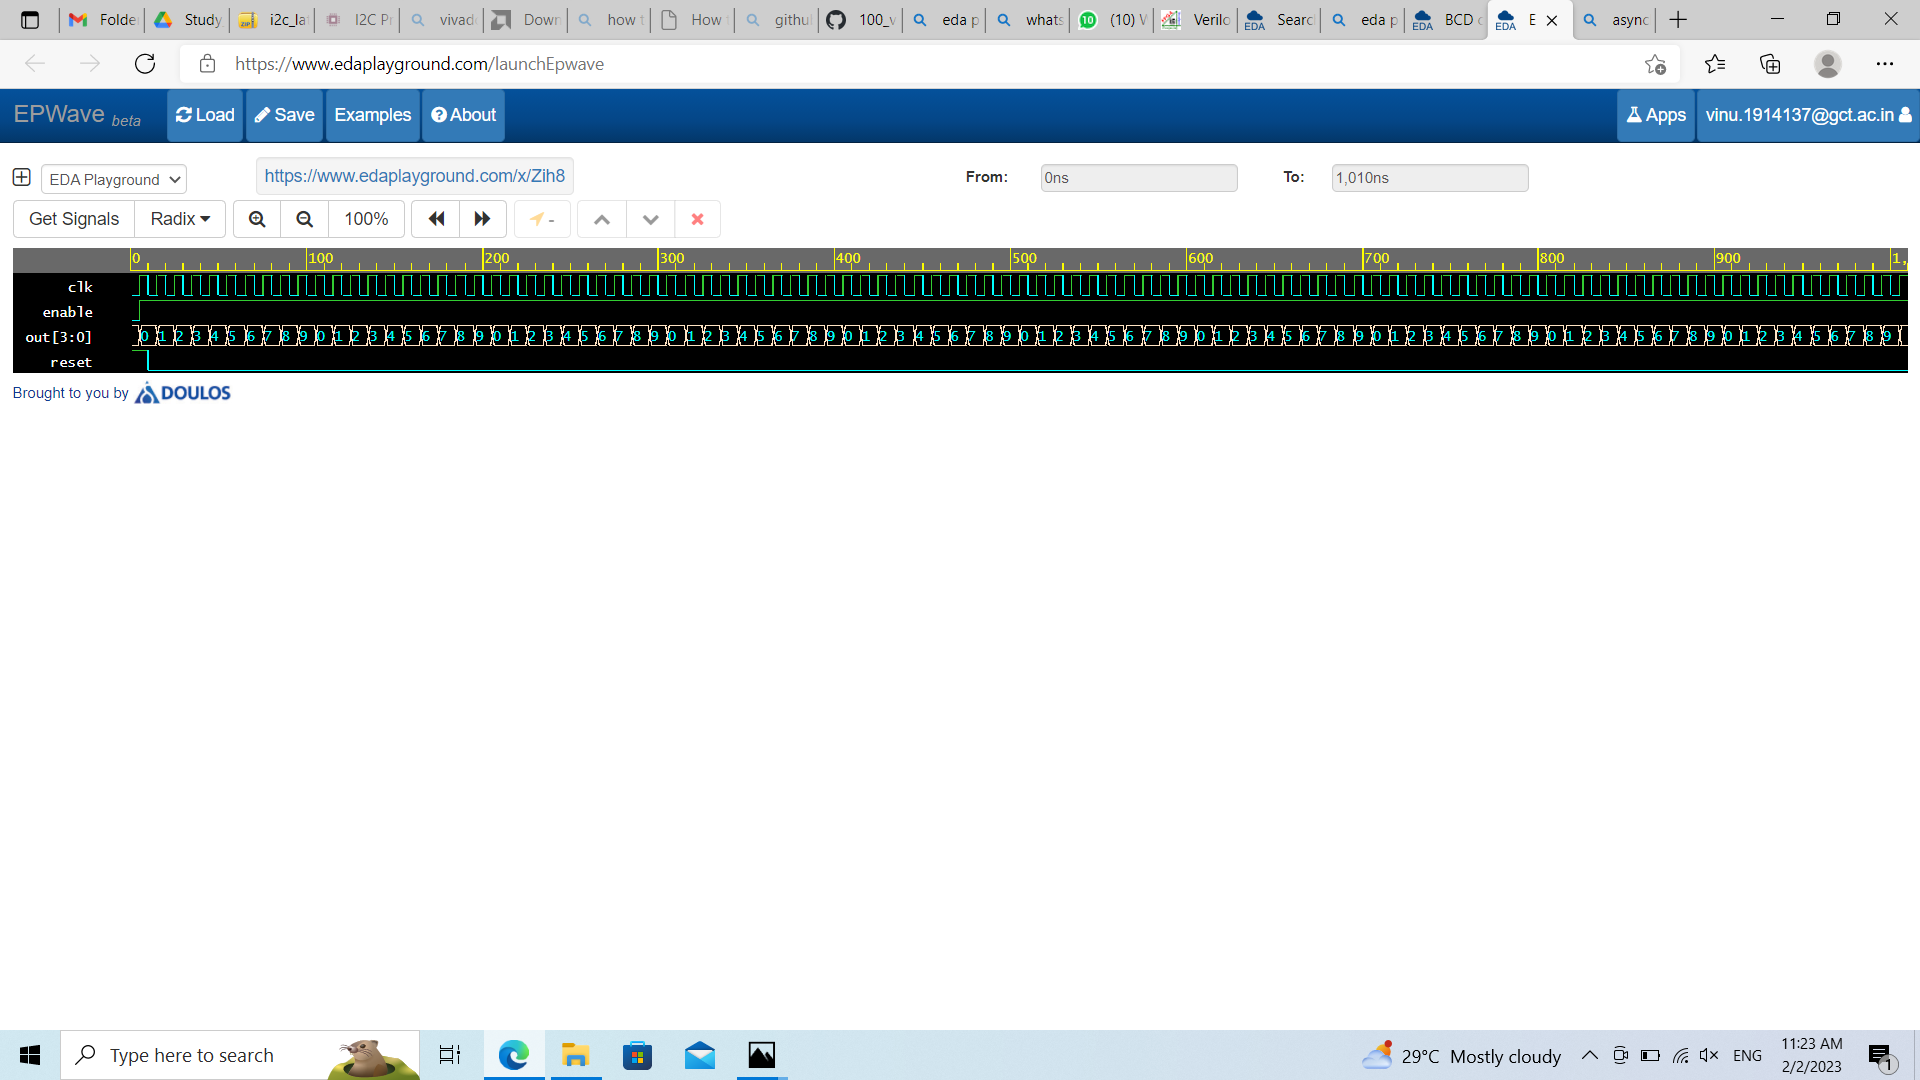 Folde Study i2c_la I2C Pr vivad Down how t How githu 100_v eda p whats (10) W Verilo Searc eda p BCD c E async
https://www.edaplayground.com/launchEpwave
EPWave beta Load Save Examples About Apps vinu.1914137@gct.ac.in
EDA Playground https://www.edaplayground.com/x/Zih8 From: 0ns To: 1,010ns
Get Signals Radix 100% -
0 100 200 300 400 500 600 700 800 900 1,
clk
enable
out[3:0] 0 1 2 3 4 5 6 7 8 9 0 1 2 3 4 5 6 7 8 9 0 1 2 3 4 5 6 7 8 9 0 1 2 3 4 5 6 7 8 9 0 1 2 3 4 5 6 7 8 9 0 1 2 3 4 5 6 7 8 9 0 1 2 3 4 5 6 7 8 9 0 1 2 3 4 5 6 7 8 9 0 1 2 3 4 5 6 7 8 9 0 1 2 3 4 5 6 7 8 9
reset
Brought to you by DOULOS
Type here to search 29°C Mostly cloudy ENG 11:23 AM
2/2/2023 1